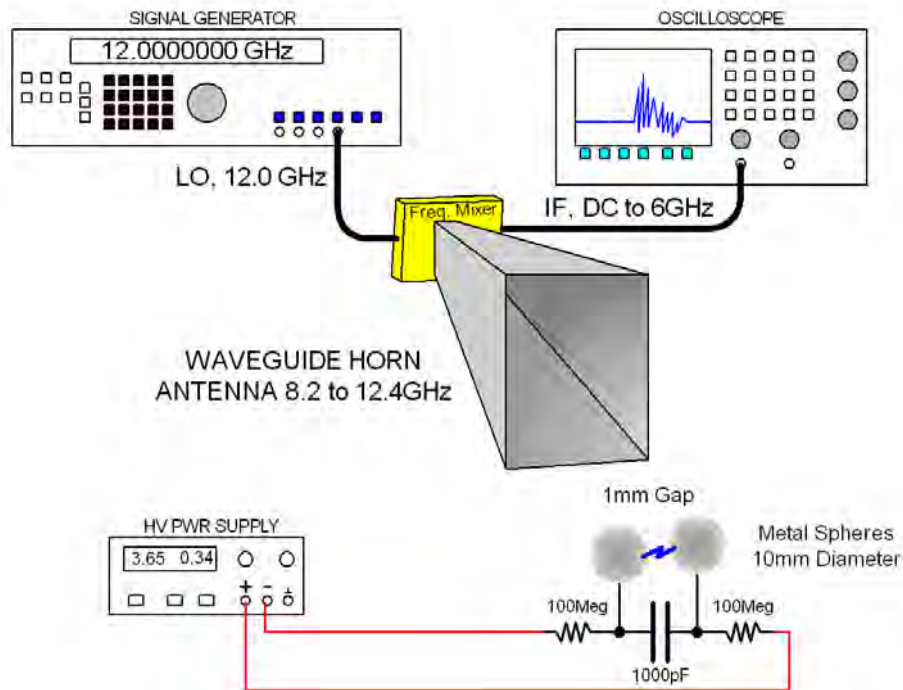 SIGNAL GENERATOR
12.0000000 GHz
OSCILLOSCOPE
LO, 12.0 GHz
Freq. Mixer
IF, DC to 6GHz
WAVEGUIDE HORN
ANTENNA 8.2 to 12.4GHz
1mm Gap
HV PWR SUPPLY
3.65 0.34
+ -
Metal Spheres
10mm Diameter
100Meg
100Meg
1000pF